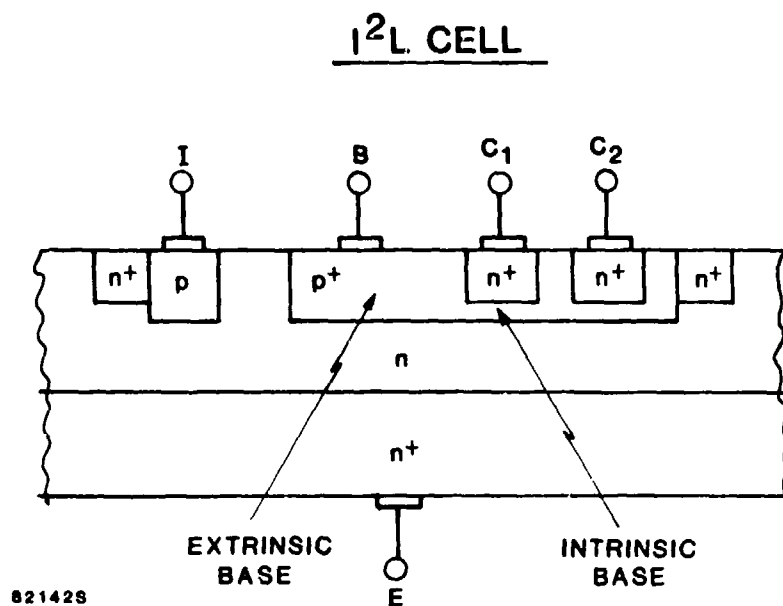 I²L. CELL
I B C₁ C₂
n⁺ p p⁺ n⁺ n⁺ n⁺
n
n⁺
EXTRINSIC BASE
INTRINSIC BASE
E
82142S